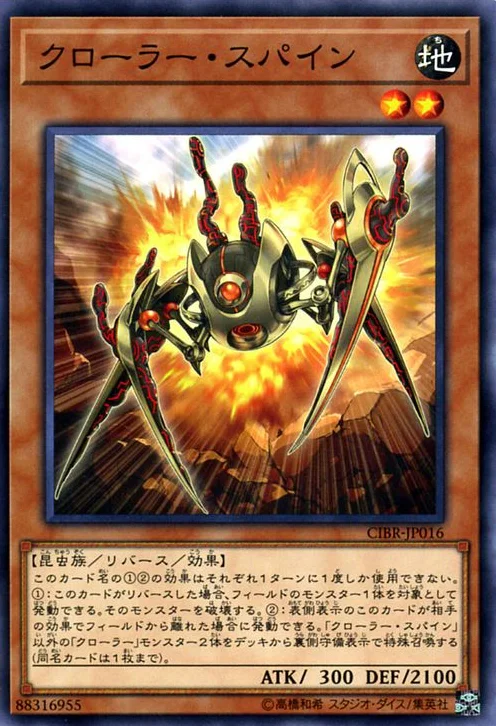 クローラー・スパイン
地
CIBR-JP016
【昆虫族／リバース／効果】
このカード名の①②の効果はそれぞれ1ターンに1度しか使用できない。
①：このカードがリバースした場合、フィールドのモンスター1体を対象として
発動できる。そのモンスターを破壊する。②：表側表示のこのカードが相手
の効果でフィールドから離れた場合に発動できる。「クローラー・スパイン」
以外の「クローラー」モンスター2体をデッキから裏側守備表示で特殊召喚する
（同名カードは1枚まで）。
ATK/ 300 DEF/2100
88316955 ©高橋和希 スタジオ・ダイス/集英社